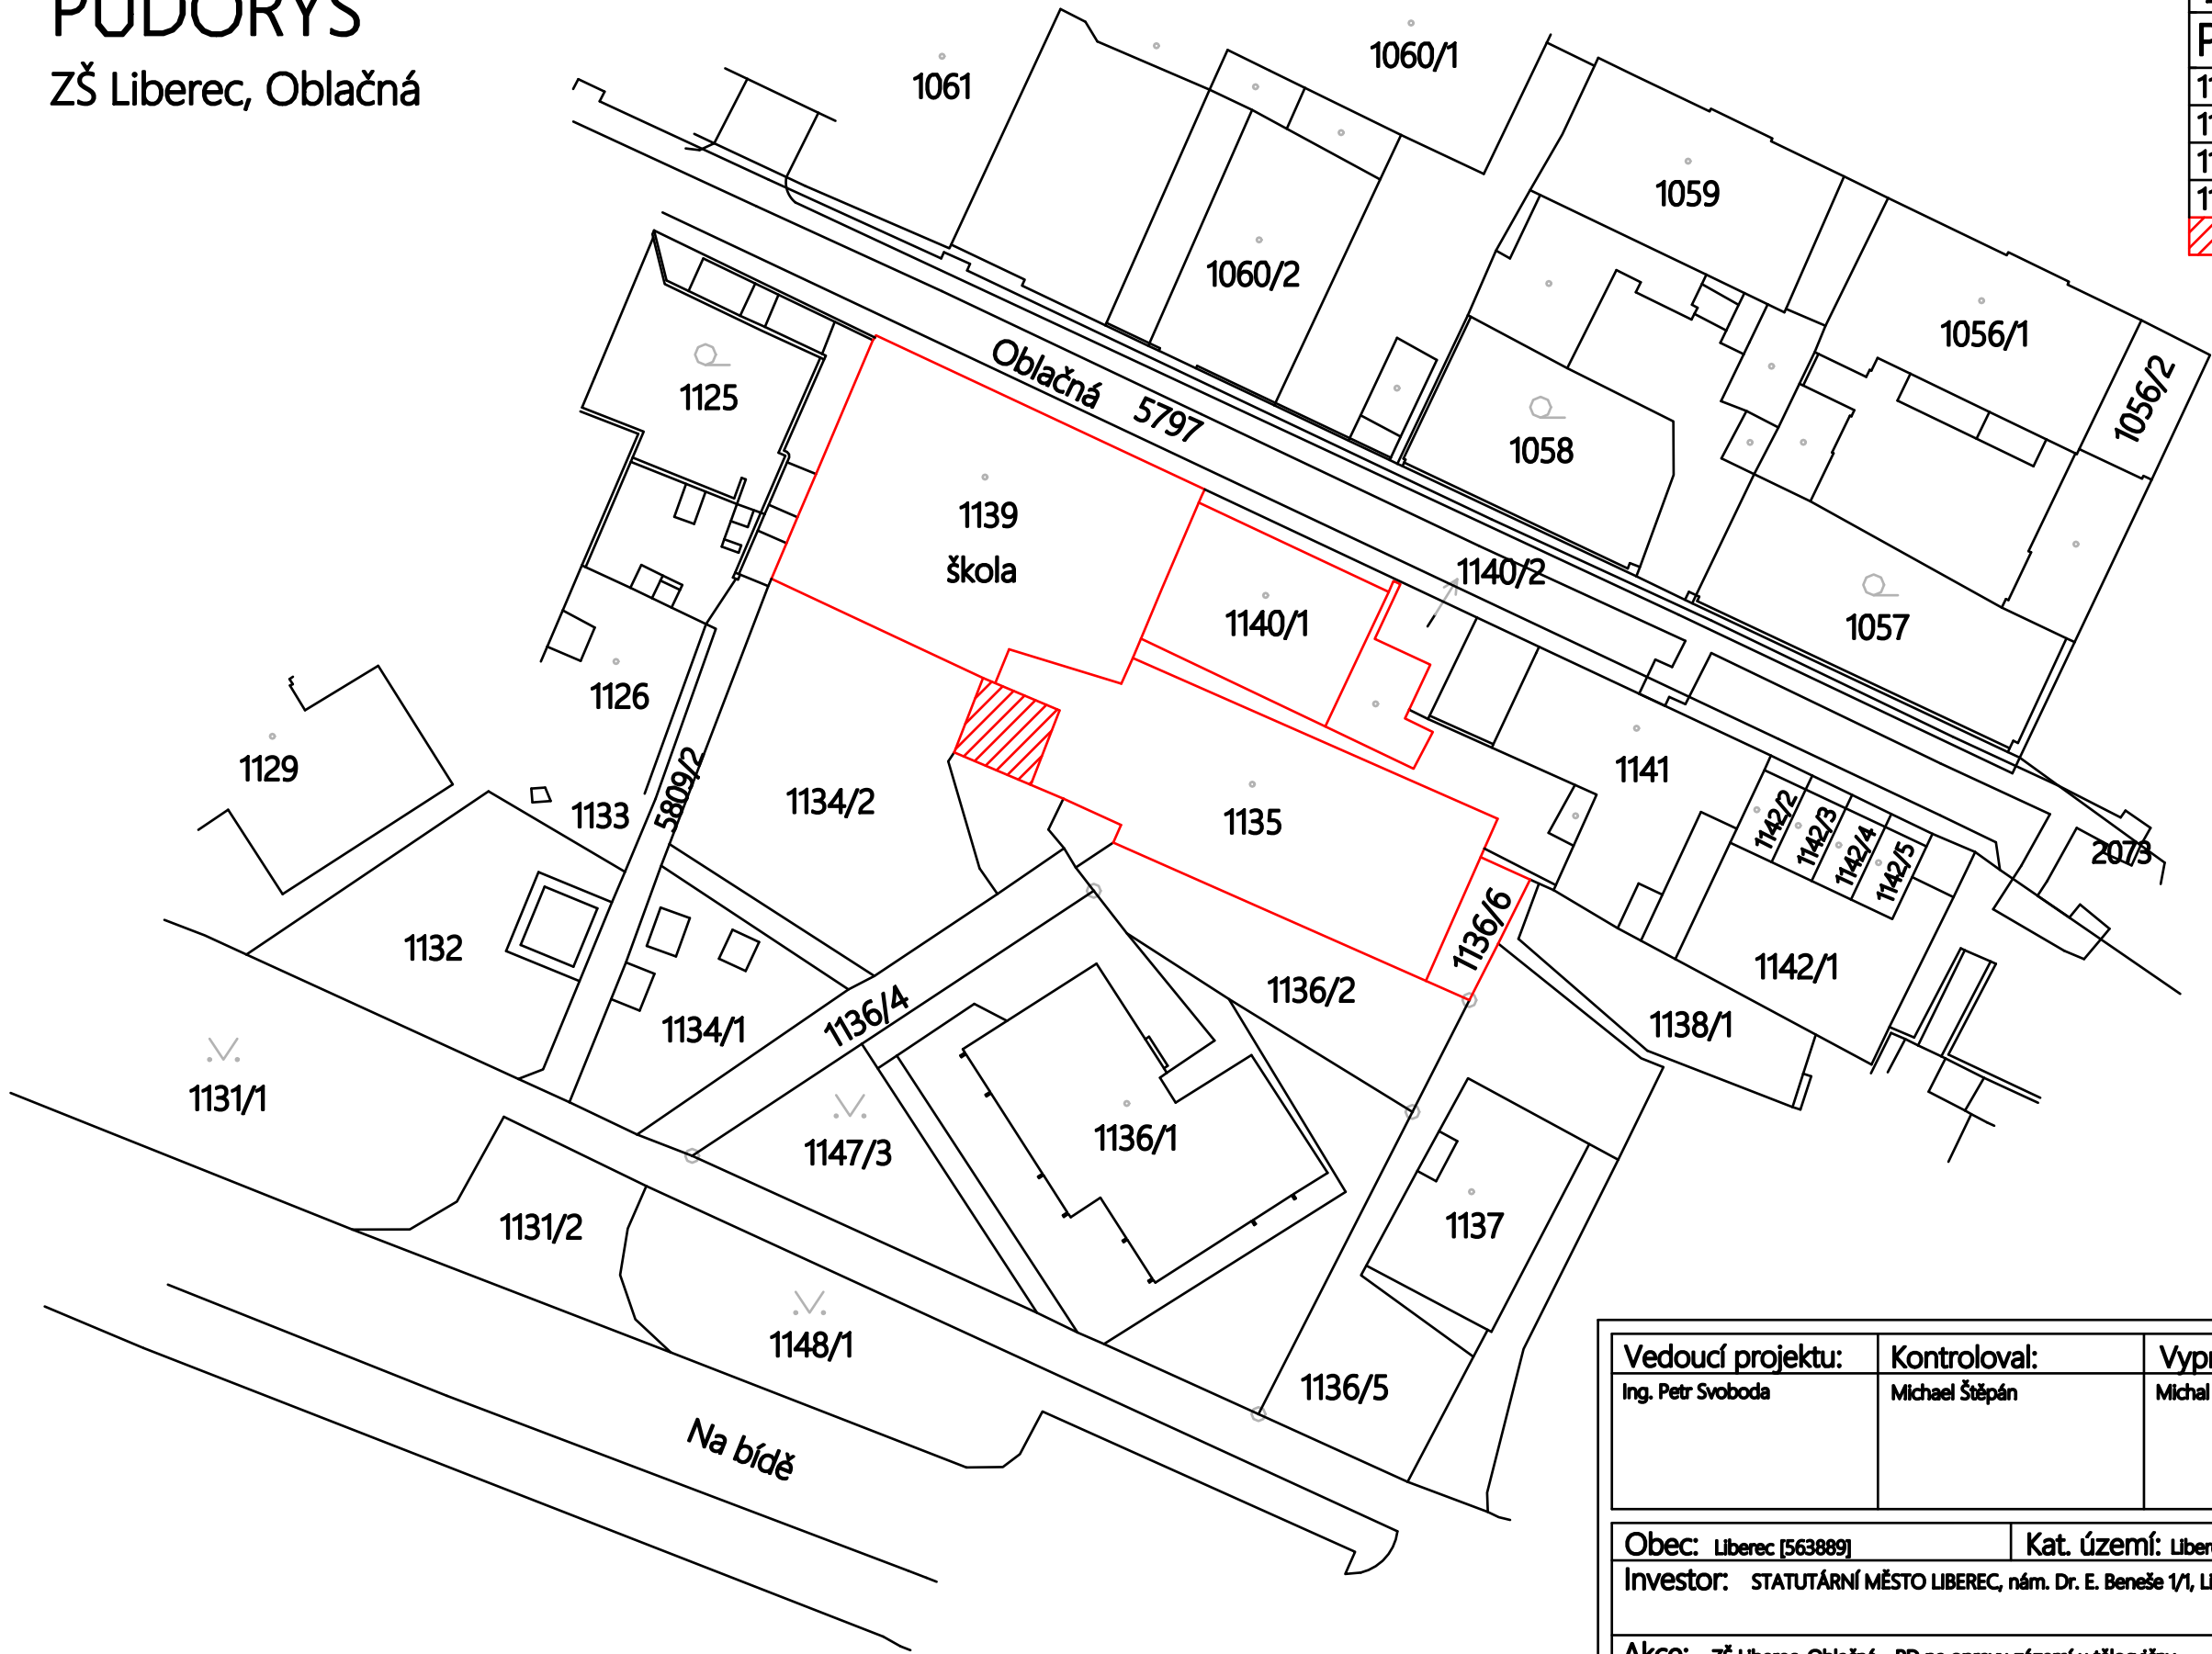 PŮDORYS
ZŠ Liberec, Oblačná
1061
1060/1
1059
1060/2
1056/1
1056/2
Oblačná 5797
1125
1058
1139
škola
1140/2
1140/1
1057
1126
1129
1141
1133
5809/2
1134/2
1135
1142/2
1142/3
1142/4
1142/5
2073
1132
1136/6
1142/1
1136/2
1134/1
1136/4
1138/1
1131/1
1147/3
1136/1
1131/2
1137
1148/1
1136/5
Na bídě
Vedoucí projektu:
Kontroloval:
Ing. Petr Svoboda
Michael Štěpán
Michal
Obec: Liberec [563889]
Kat. území:
Investor: STATUTÁRNÍ MĚSTO LIBEREC, nám. Dr. E. Beneše 1/1,